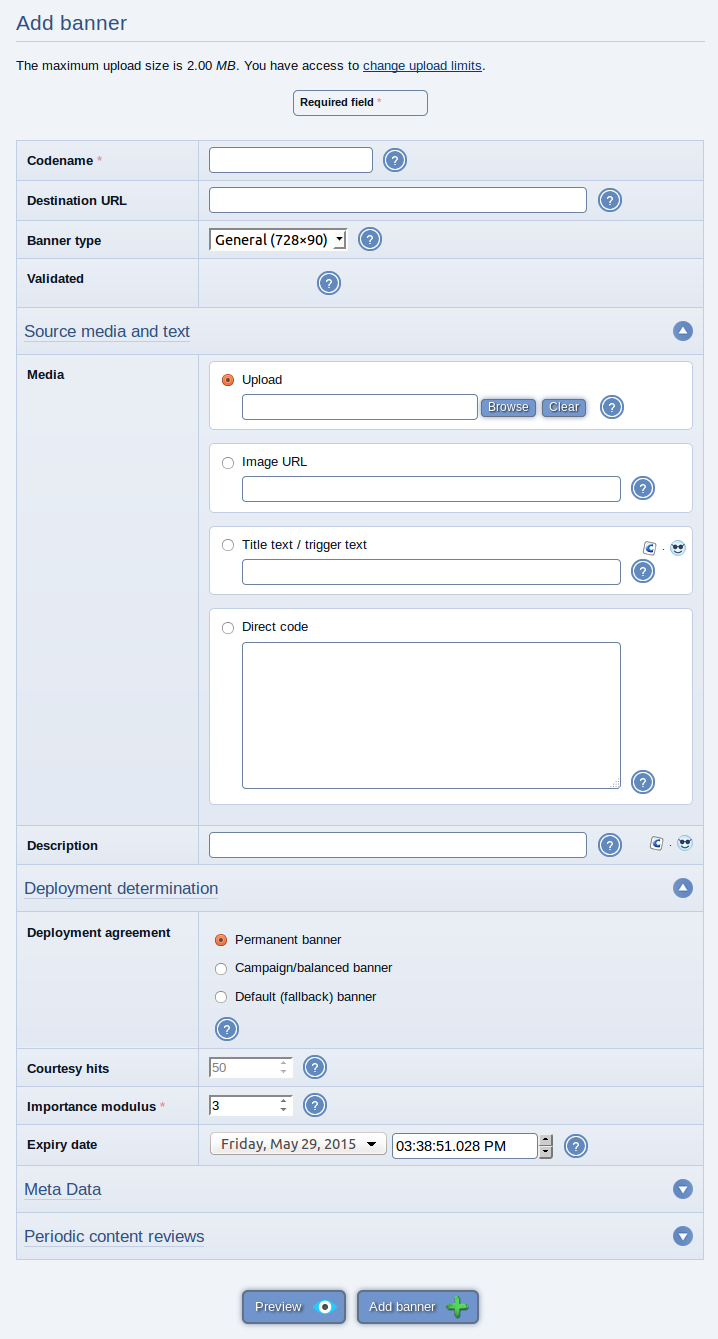 Add banner
The maximum upload size is 2.00 MB. You have access to change upload limits.
Required field *
Codename * ?
Destination URL ?
Banner type General (728×90) ?
Validated ?
Source media and text
Media
Upload
Browse Clear ?
Image URL
?
Title text / trigger text
?
Direct code
?
Description ?
Deployment determination
Deployment agreement
Permanent banner
Campaign/balanced banner
Default (fallback) banner
?
Courtesy hits 50 ?
Importance modulus * 3 ?
Expiry date Friday, May 29, 2015 03:38:51.028 PM ?
Meta Data
Periodic content reviews
Preview Add banner